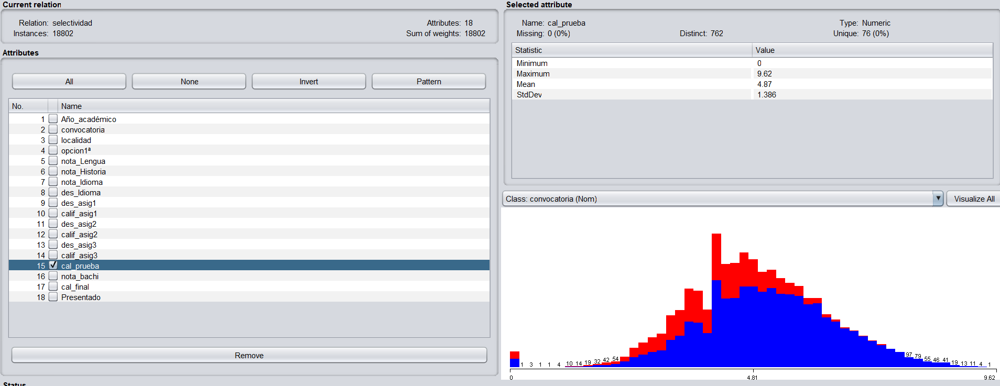 Current relation
Relation: selectividad
Attributes: 18
Instances: 18802
Sum of weights: 18802
Attributes
All
None
Invert
Pattern
No.
Name
1 Año_académico
2 convocatoria
3 localidad
4 opcion1ª
5 nota_Lengua
6 nota_Historia
7 nota_Idioma
8 des_Idioma
9 des_asig1
10 calif_asig1
11 des_asig2
12 calif_asig2
13 des_asig3
14 calif_asig3
15 cal_prueba
16 nota_bachi
17 cal_final
18 Presentado
Remove
Status
Selected attribute
Name: cal_prueba
Type: Numeric
Missing: 0 (0%)
Distinct: 762
Unique: 76 (0%)
Statistic
Value
Minimum 0
Maximum 9.62
Mean 4.87
StdDev 1.386
Class: convocatoria (Nom)
Visualize All
1 3 1 1 4 10 14 19 32 42 54
97 79 55 46 41 19 13 11 4 1
0 4.81 9.62